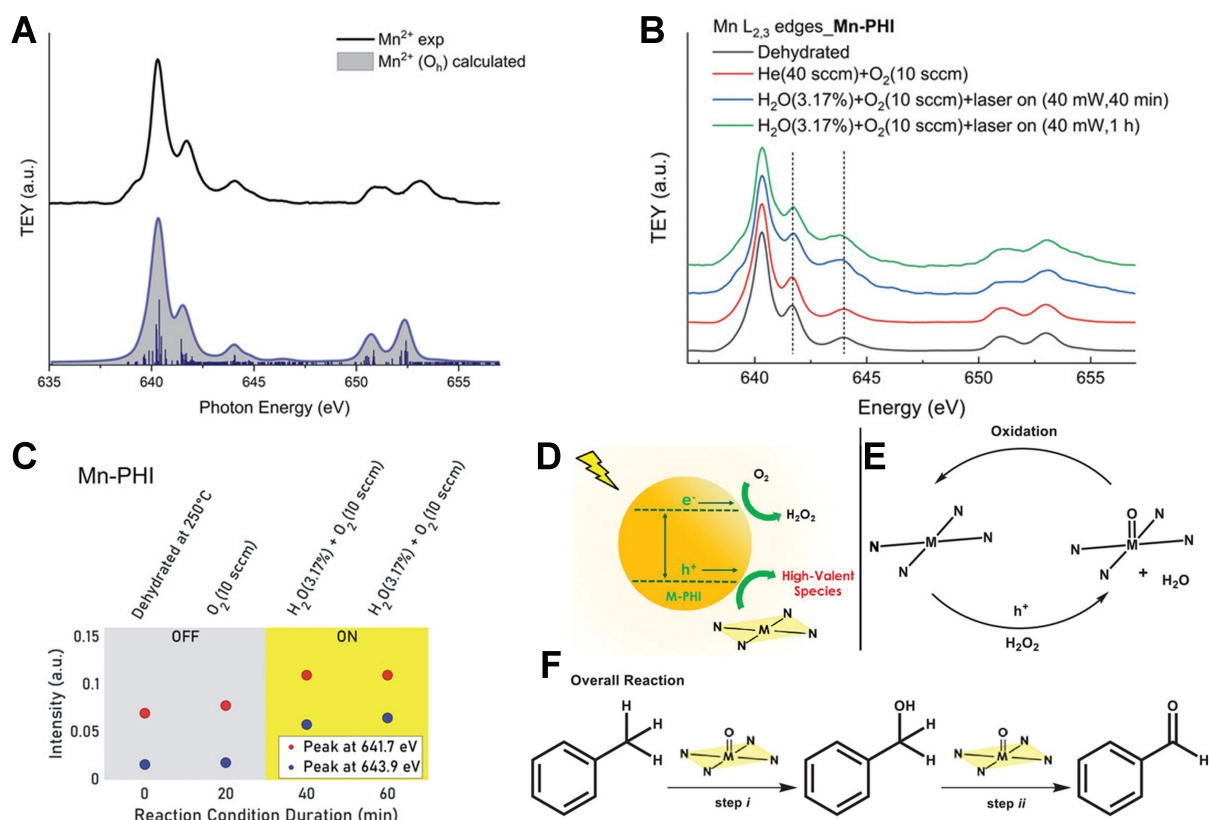 A
Mn²⁺ exp
Mn²⁺ (Oₕ) calculated
TEY (a.u.)
635
640
645
650
655
Photon Energy (eV)
B
Mn L₂,₃ edges_Mn-PHI
Dehydrated
He(40 sccm)+O₂(10 sccm)
H₂O(3.17%)+O₂(10 sccm)+laser on (40 mW,40 min)
H₂O(3.17%)+O₂(10 sccm)+laser on (40 mW,1 h)
TEY (a.u.)
640
645
650
655
Energy (eV)
C
Mn-PHI
Dehydrated at 250°C
O₂(10 sccm)
H₂O(3.17%) + O₂(10 sccm)
H₂O(3.17%) + O₂(10 sccm)
OFF
ON
Intensity (a.u.)
0.15
0.1
0.05
0
Peak at 641.7 eV
Peak at 643.9 eV
0
20
40
60
Reaction Condition Duration (min)
D
e⁻
O₂
H₂O₂
h⁺
High-Valent
Species
M-PHI
N
N
M
N
N
E
Oxidation
N
N
M
N
N
O
N
N
M
N
N
+ H₂O
h⁺
H₂O₂
F
Overall Reaction
H
H
H
O
N
N
M
N
N
step i
OH
H
H
O
N
N
M
N
N
step ii
O
H